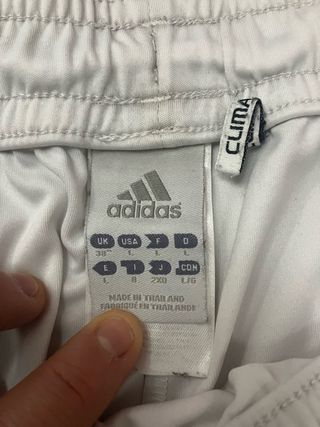 CLIMA
adidas
UK USA F D
38" L L L
E I J CDN
L 8 2XO L/G
MADE IN THAILAND
FABRIQUÉ EN THAILANDE